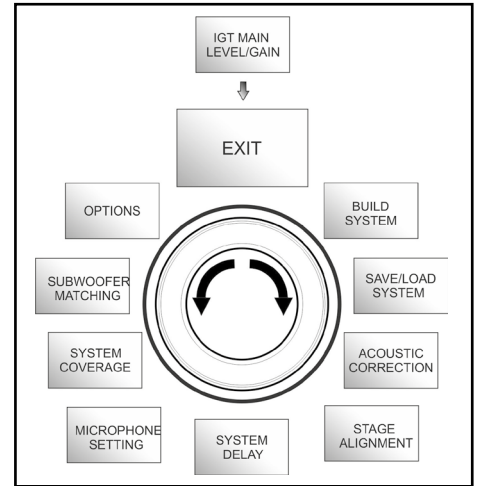 IGT MAIN
LEVEL/GAIN
EXIT
OPTIONS
BUILD
SYSTEM
SUBWOOFER
MATCHING
SAVE/LOAD
SYSTEM
SYSTEM
COVERAGE
ACOUSTIC
CORRECTION
MICROPHONE
SETTING
SYSTEM
DELAY
STAGE
ALIGNMENT